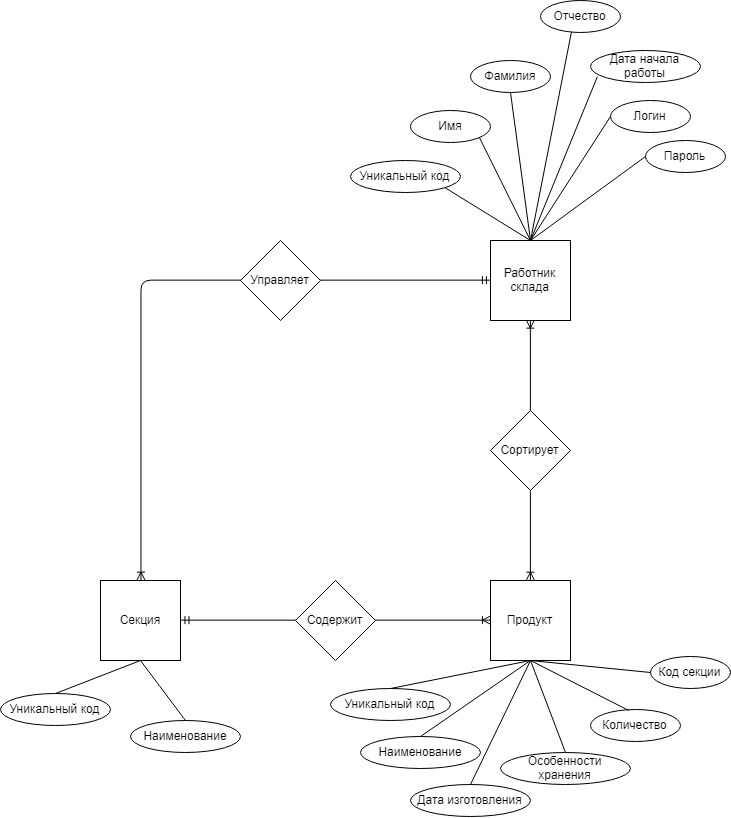 Отчество
Дата начала
работы
Фамилия
Логин
Имя
Пароль
Уникальный код
Управляет
Работник
склада
Сортирует
Секция
Содержит
Продукт
Код секции
Уникальный код
Уникальный код
Количество
Наименование
Наименование
Особенности
хранения
Дата изготовления